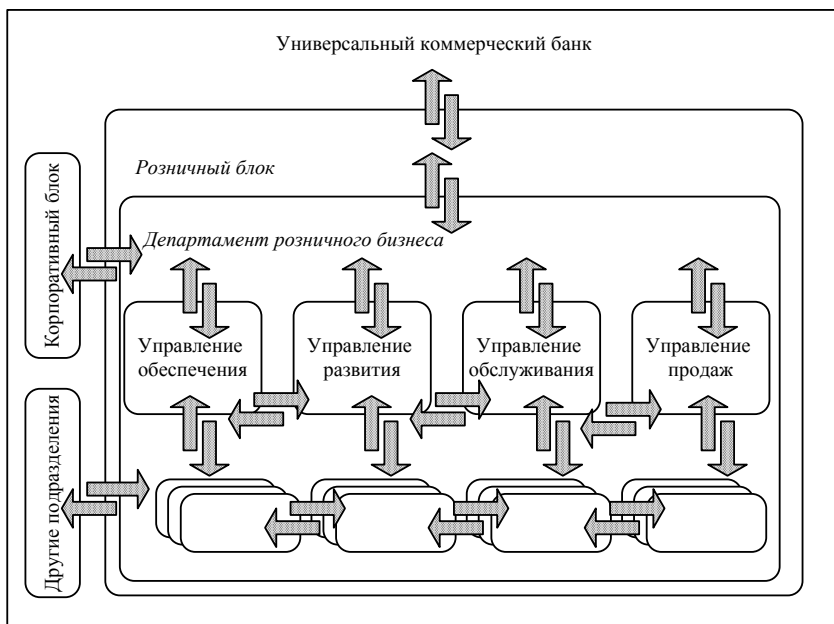 Универсальный коммерческий банк
Розничный блок
Корпоративный блок
Департамент розничного бизнеса
Управление
обеспечения
Управление
развития
Управление
обслуживания
Управление
продаж
Другие подразделения